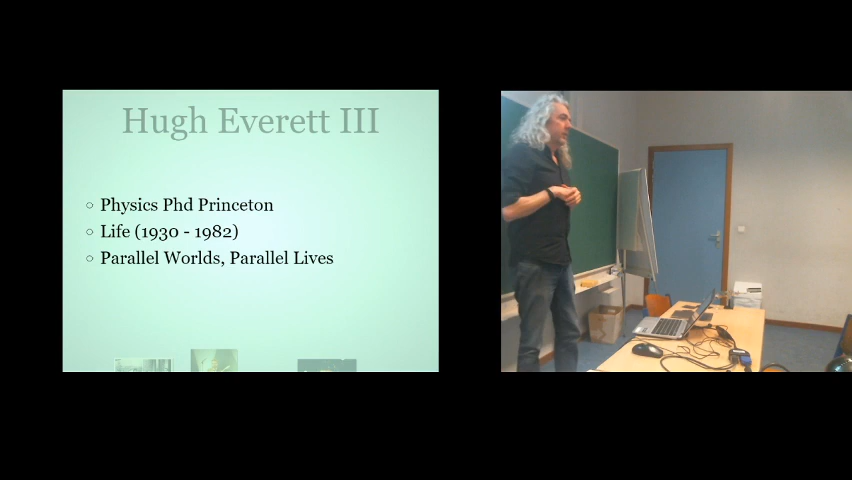 Hugh Everett III
Physics Phd Princeton
Life (1930 - 1982)
Parallel Worlds, Parallel Lives